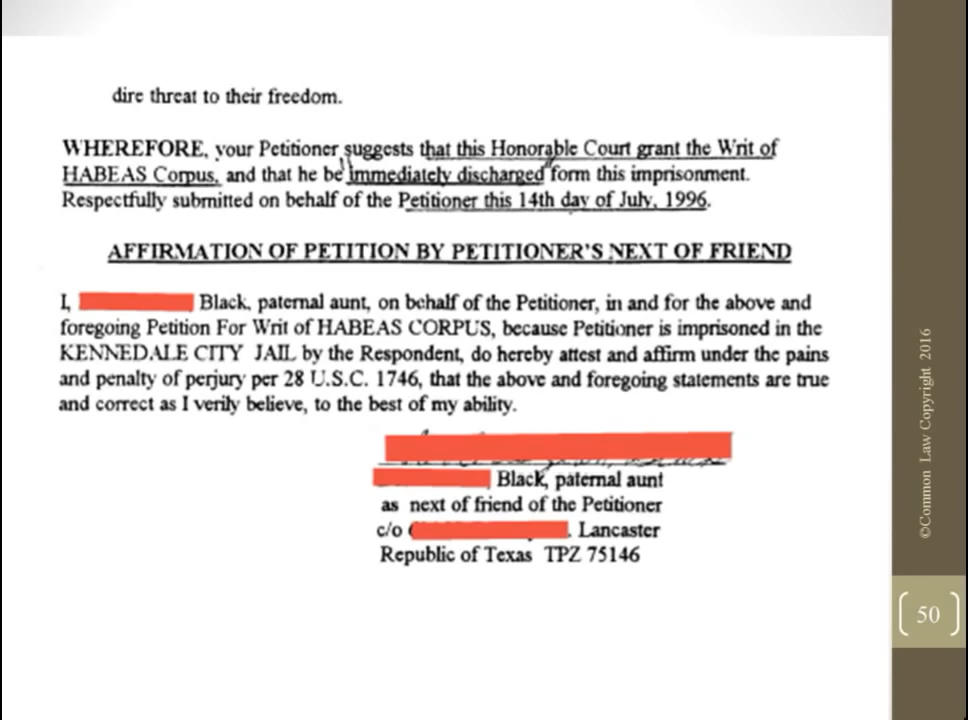 dire threat to their freedom.
WHEREFORE, your Petitioner suggests that this Honorable Court grant the Writ of
HABEAS Corpus, and that he be immediately discharged form this imprisonment.
Respectfully submitted on behalf of the Petitioner this 14th day of July, 1996.
AFFIRMATION OF PETITION BY PETITIONER'S NEXT OF FRIEND
I, Black, paternal aunt, on behalf of the Petitioner, in and for the above and
foregoing Petition For Writ of HABEAS CORPUS, because Petitioner is imprisoned in the
KENNEDALE CITY JAIL by the Respondent, do hereby attest and affirm under the pains
and penalty of perjury per 28 U.S.C. 1746, that the above and foregoing statements are true
and correct as I verily believe, to the best of my ability.
Black, paternal aunt
as next of friend of the Petitioner
c/o , Lancaster
Republic of Texas TPZ 75146
©Common Law Copyright 2016
50